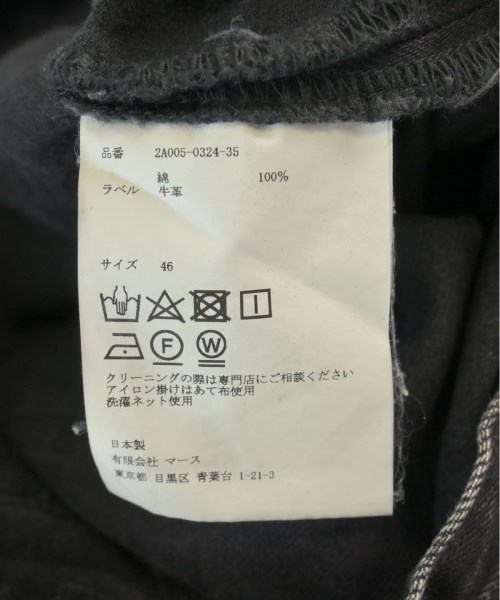 品番 2A005-0324-35
綿 100%
ラベル 牛革
サイズ 46
F W
クリーニングの際は専門店にご相談ください
アイロン掛けはあて布使用
洗濯ネット使用
日本製
有限会社 マース
東京都 目黒区 青葉台 1-21-3